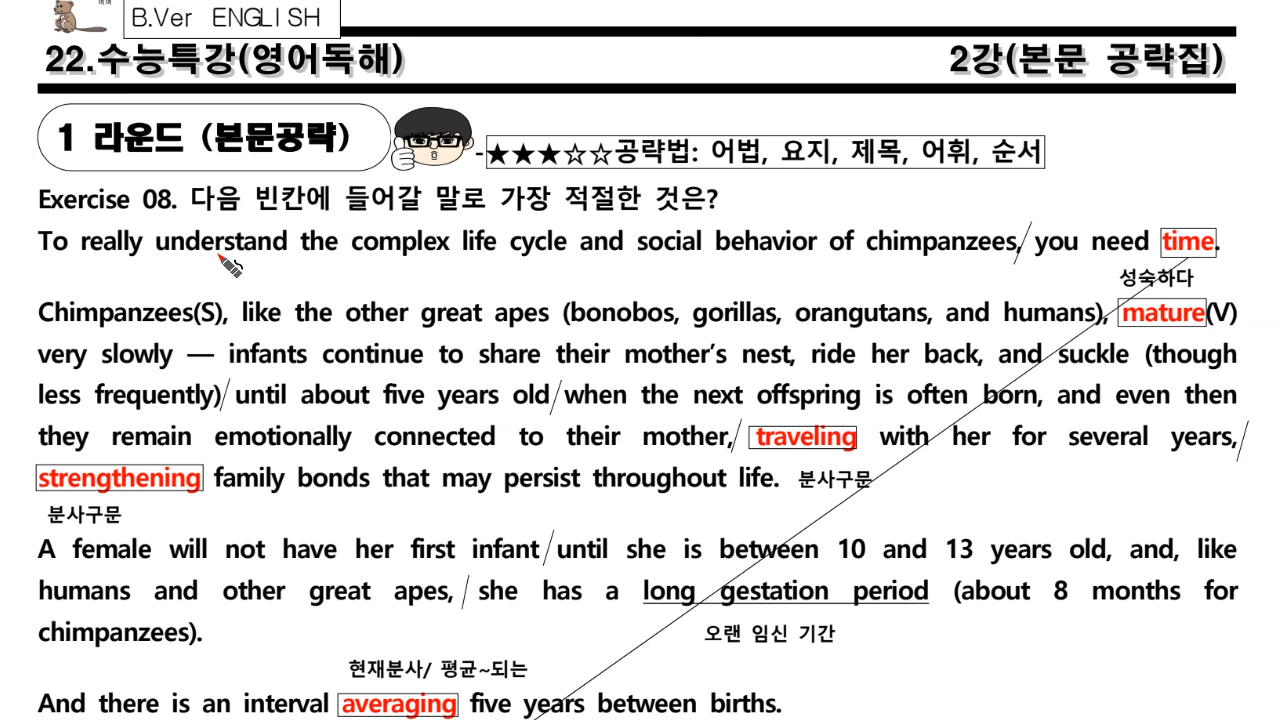 B.Ver ENGLISH
22.수능특강(영어독해) 2강(본문 공략집)
1 라운드 (본문공략)
-★★★☆☆공략법: 어법, 요지, 제목, 어휘, 순서
Exercise 08. 다음 빈칸에 들어갈 말로 가장 적절한 것은?
To really understand the complex life cycle and social behavior of chimpanzees,/ you need time.
성숙하다
Chimpanzees(S), like the other great apes (bonobos, gorillas, orangutans, and humans), mature(V)
very slowly — infants continue to share their mother's nest, ride her back, and suckle (though
less frequently)/ until about five years old/ when the next offspring is often born, and even then
they remain emotionally connected to their mother,/ traveling with her for several years,/
strengthening family bonds that may persist throughout life. 분사구문
분사구문
A female will not have her first infant/ until she is between 10 and 13 years old, and, like
humans and other great apes,/ she has a long gestation period (about 8 months for
chimpanzees). 오랜 임신 기간
현재분사/ 평균~되는
And there is an interval averaging five years between births.